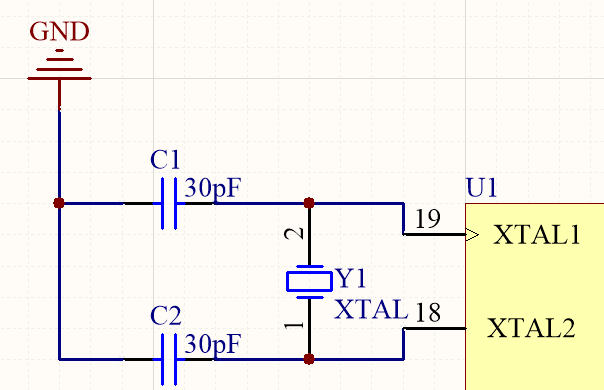 GND
C1
30pF
U1
19
XTAL1
2
Y1
XTAL
18
XTAL2
1
C2
30pF